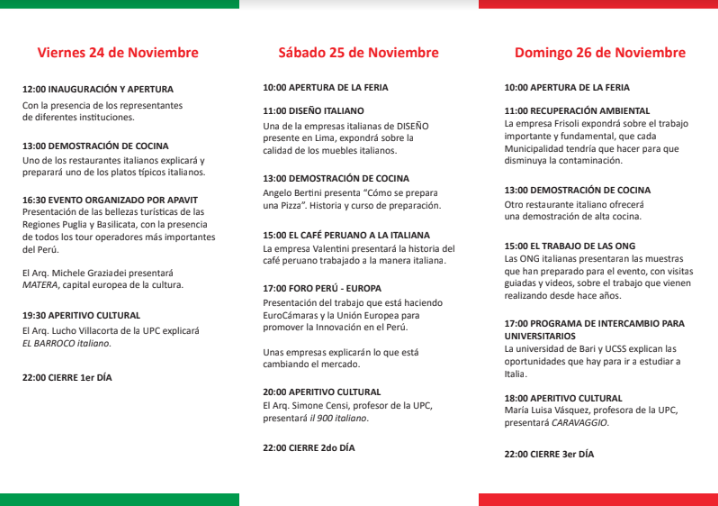 Viernes 24 de Noviembre
12:00 INAUGURACIÓN Y APERTURA
Con la presencia de los representantes
de diferentes instituciones.
13:00 DEMOSTRACIÓN DE COCINA
Uno de los restaurantes italianos explicará y
preparará uno de los platos típicos italianos.
16:30 EVENTO ORGANIZADO POR APAVIT
Presentación de las bellezas turísticas de las
Regiones Puglia y Basilicata, con la presencia
de todos los tour operadores más importantes
del Perú.
El Arq. Michele Graziadei presentará
MATERA, capital europea de la cultura.
19:30 APERITIVO CULTURAL
El Arq. Lucho Villacorta de la UPC explicará
EL BARROCO italiano.
22:00 CIERRE 1er DÍA
Sábado 25 de Noviembre
10:00 APERTURA DE LA FERIA
11:00 DISEÑO ITALIANO
Una de la empresas italianas de DISEÑO
presente en Lima, expondrá sobre la
calidad de los muebles italianos.
13:00 DEMOSTRACIÓN DE COCINA
Angelo Bertini presenta “Cómo se prepara
una Pizza”. Historia y curso de preparación.
15:00 EL CAFÉ PERUANO A LA ITALIANA
La empresa Valentini presentará la historia del
café peruano trabajado a la manera italiana.
17:00 FORO PERÚ - EUROPA
Presentación del trabajo que está haciendo
EuroCámaras y la Unión Europea para
promover la Innovación en el Perú.
Unas empresas explicarán lo que está
cambiando el mercado.
20:00 APERITIVO CULTURAL
El Arq. Simone Censi, profesor de la UPC,
presentará il 900 italiano.
22:00 CIERRE 2do DÍA
Domingo 26 de Noviembre
10:00 APERTURA DE LA FERIA
11:00 RECUPERACIÓN AMBIENTAL
La empresa Frisoli expondrá sobre el trabajo
importante y fundamental, que cada
Municipalidad tendría que hacer para que
disminuya la contaminación.
13:00 DEMOSTRACIÓN DE COCINA
Otro restaurante italiano ofrecerá
una demostración de alta cocina.
15:00 EL TRABAJO DE LAS ONG
Las ONG italianas presentaran las muestras
que han preparado para el evento, con visitas
guiadas y videos, sobre el trabajo que vienen
realizando desde hace años.
17:00 PROGRAMA DE INTERCAMBIO PARA
UNIVERSITARIOS
La universidad de Bari y UCSS explican las
oportunidades que hay para ir a estudiar a
Italia.
18:00 APERITIVO CULTURAL
María Luisa Vásquez, profesora de la UPC,
presentará CARAVAGGIO.
22:00 CIERRE 3er DÍA